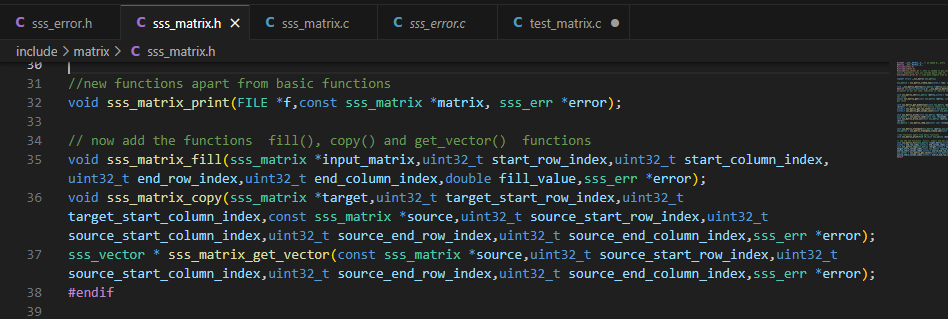 C sss_error.h C sss_matrix.h × C sss_matrix.c C sss_error.c C test_matrix.c ●
include > matrix > C sss_matrix.h
30
31 //new functions apart from basic functions
32 void sss_matrix_print(FILE *f,const sss_matrix *matrix, sss_err *error);
33
34 // now add the functions  fill(), copy() and get_vector()  functions
35 void sss_matrix_fill(sss_matrix *input_matrix,uint32_t start_row_index,uint32_t start_column_index,
uint32_t end_row_index,uint32_t end_column_index,double fill_value,sss_err *error);
36 void sss_matrix_copy(sss_matrix *target,uint32_t target_start_row_index,uint32_t
target_start_column_index,const sss_matrix *source,uint32_t source_start_row_index,uint32_t
source_start_column_index,uint32_t source_end_row_index,uint32_t source_end_column_index,sss_err *error);
37 sss_vector * sss_matrix_get_vector(const sss_matrix *source,uint32_t source_start_row_index,uint32_t
source_start_column_index,uint32_t source_end_row_index,uint32_t source_end_column_index,sss_err *error);
38 #endif
39